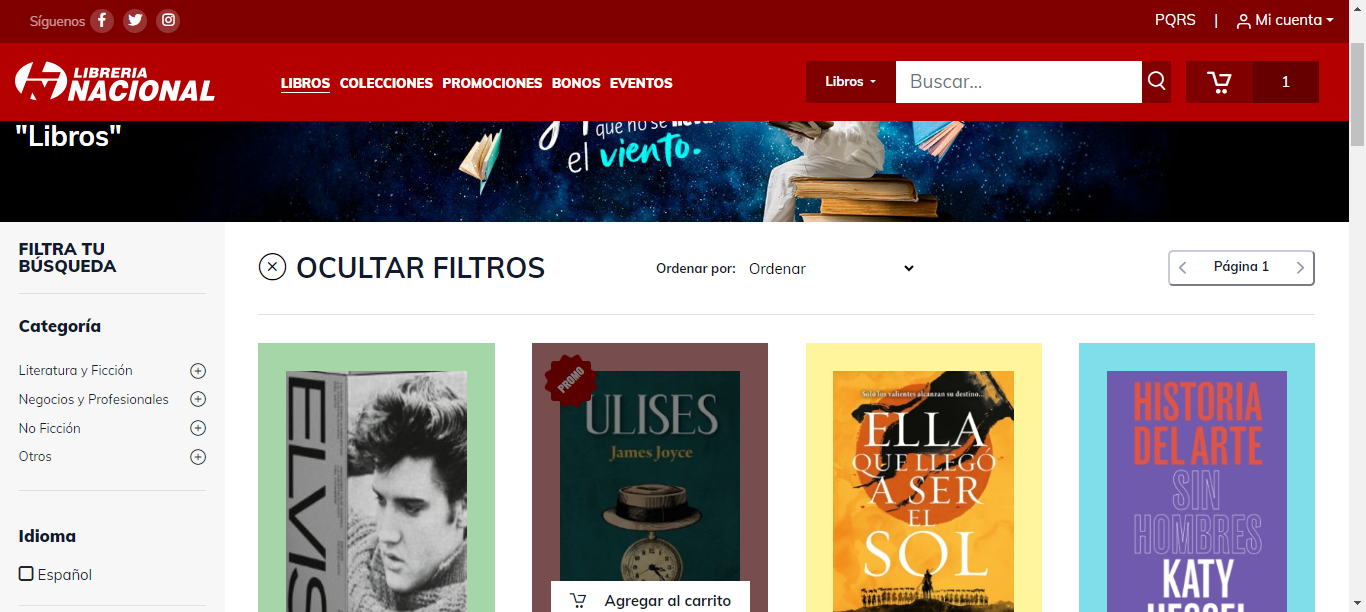 Síguenos
PQRS | Mi cuenta
LIBRERIA
NACIONAL
LIBROS COLECCIONES PROMOCIONES BONOS EVENTOS
Libros
Buscar...
1
"Libros"
que no se lleva
el viento.
FILTRA TU
BÚSQUEDA
OCULTAR FILTROS
Ordenar por: Ordenar
Página 1
Categoría
Literatura y Ficción
Negocios y Profesionales
No Ficción
Otros
Idioma
Español
ELVIS
PROMO
ULISES
James Joyce
Agregar al carrito
Solo los valientes alcanzan su destino...
ELLA
QUE LLEGÓ
A SER
EL
SOL
HISTORIA
DEL ARTE
SIN
HOMBRES
KATY
HESSEL